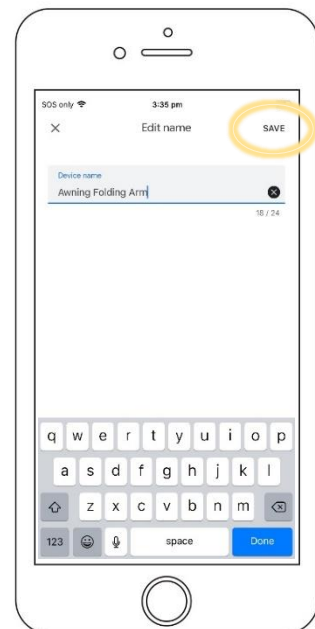 SOS only 3:35 pm
Edit name SAVE
Device name
Awning Folding Arm
18 / 24
q w e r t y u i o p
a s d f g h j k l
z x c v b n m
123 space Done